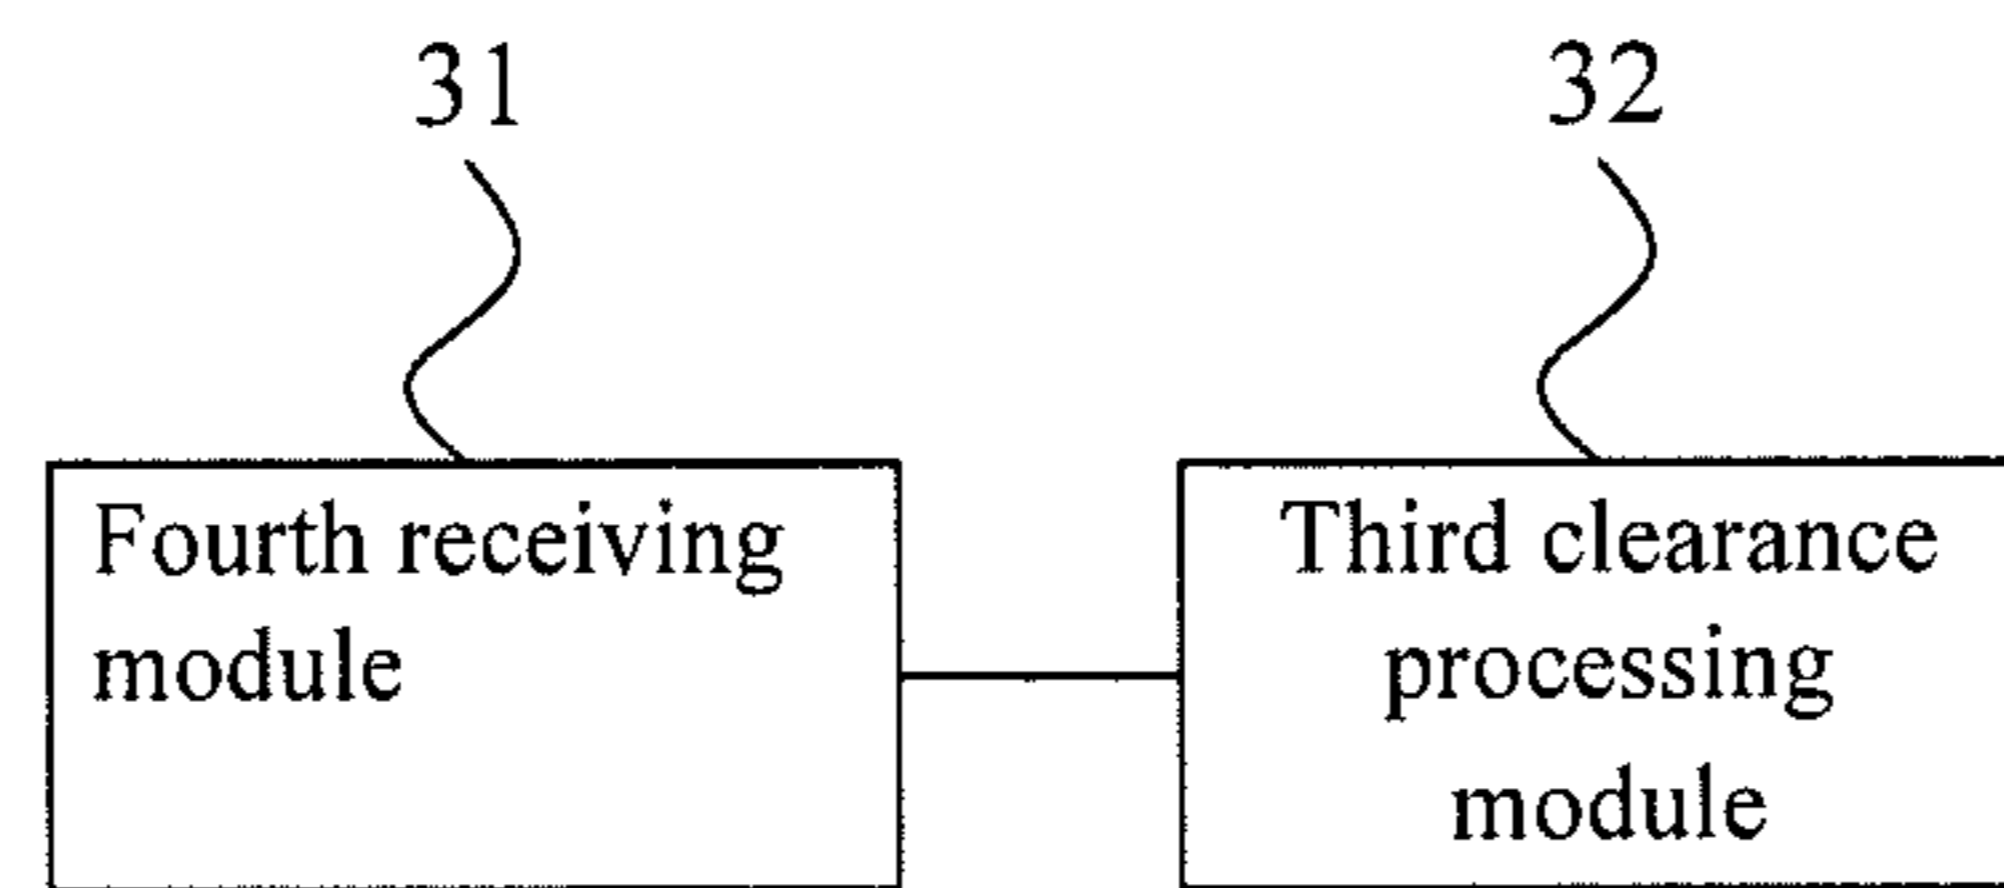 31
32
Fourth receiving
module
Third clearance
processing
module